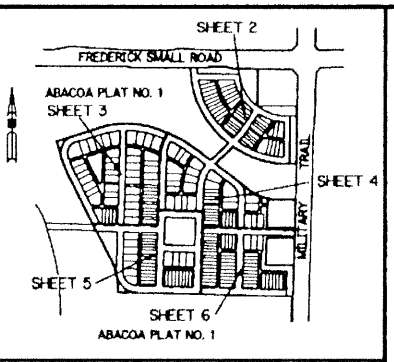 SHEET 2
FREDERICK SMALL ROAD
ABACOA PLAT NO. 1
SHEET 3
MILITARY TRAIL
SHEET 4
SHEET 5
SHEET 6
ABACOA PLAT NO. 1